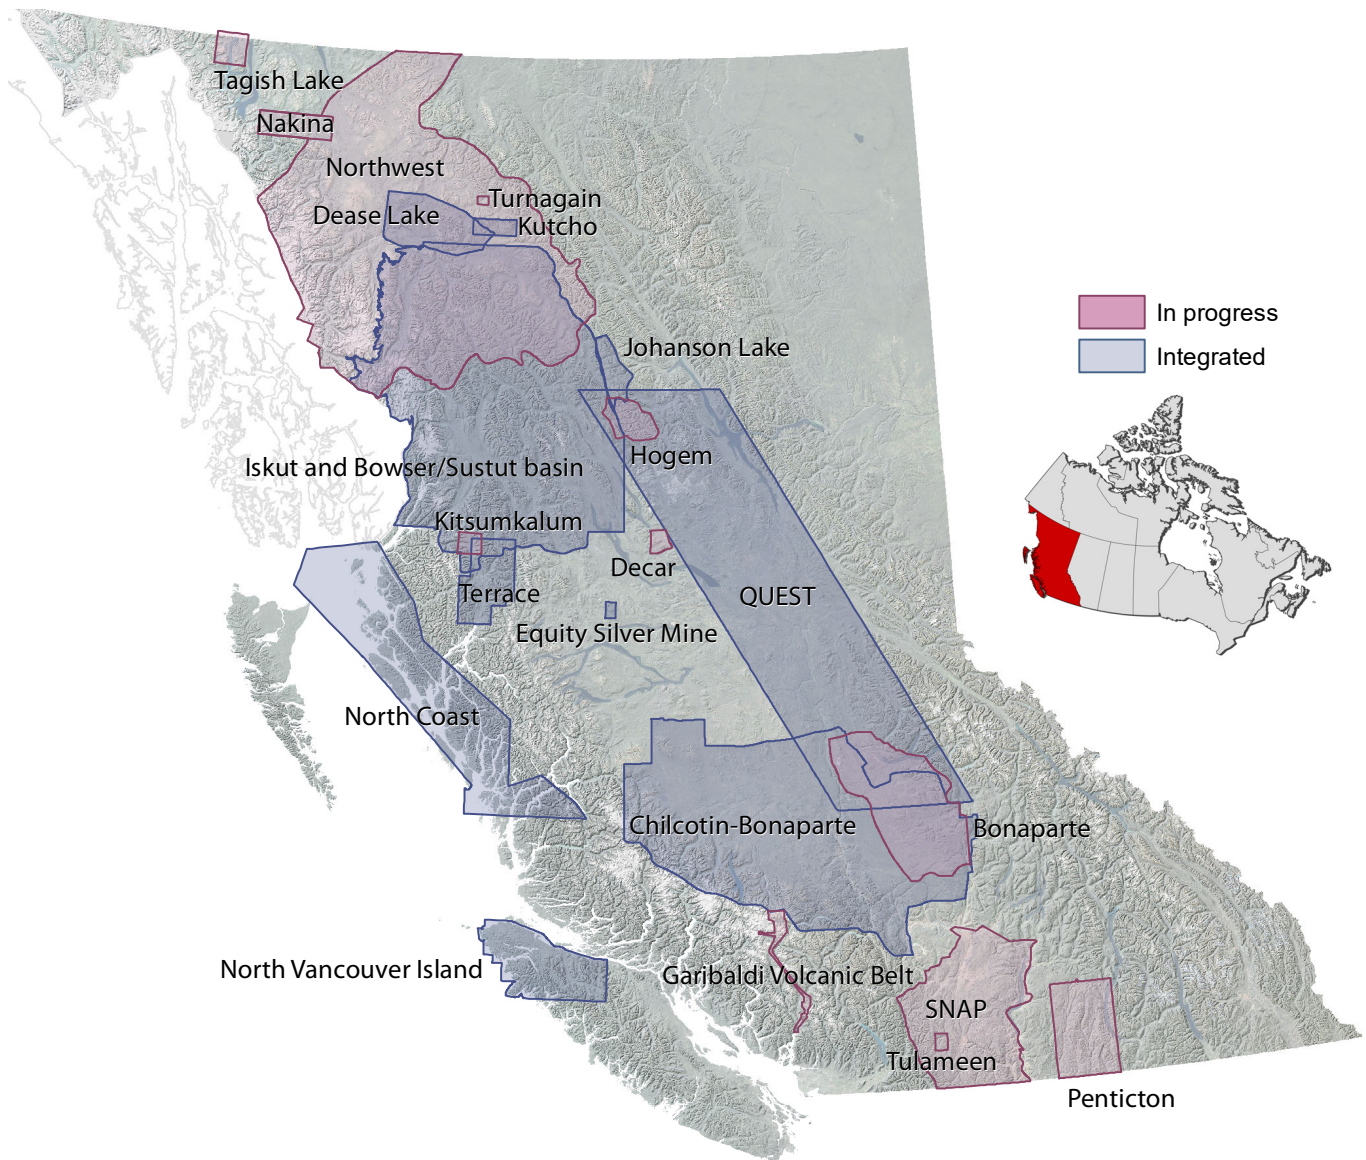 Tagish Lake
Nakina
Northwest
Turnagain
Dease Lake
Kutcho
In progress
Johanson Lake
Integrated
Hogem
Iskut and Bowser/Sustut basin
Kitsumkalum
Decar
Terrace
QUEST
Equity Silver Mine
North Coast
Chilcotin-Bonaparte
Bonaparte
North Vancouver Island
Garibaldi Volcanic Belt
SNAP
Tulameen
Penticton